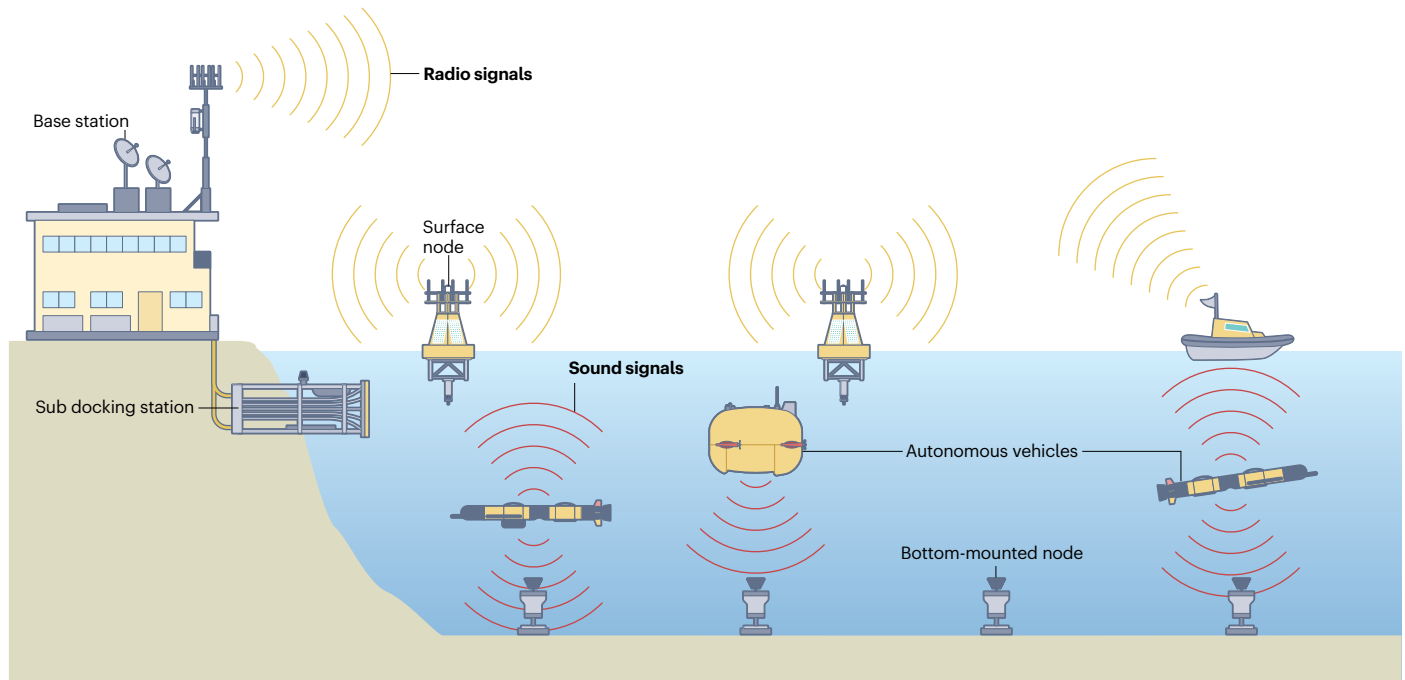 Radio signals
Base station
Surface
node
Sound signals
Sub docking station
Autonomous vehicles
Bottom-mounted node